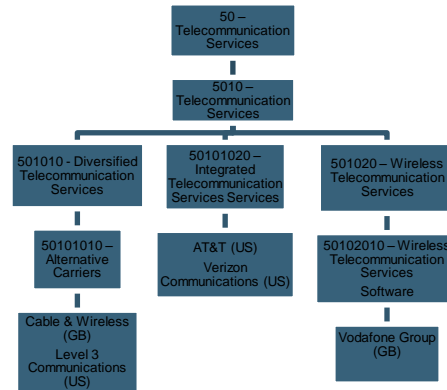 50 –
Telecommunication
Services
5010 –
Telecommunication
Services
501010 - Diversified
Telecommunication
Services
50101020 –
Integrated
Telecommunication
Services Services
501020 – Wireless
Telecommunication
Services
50101010 –
Alternative
Carriers
AT&T (US)
Verizon
Communications (US)
50102010 – Wireless
Telecommunication
Services
Software
Cable & Wireless
(GB)
Level 3
Communications
(US)
Vodafone Group
(GB)